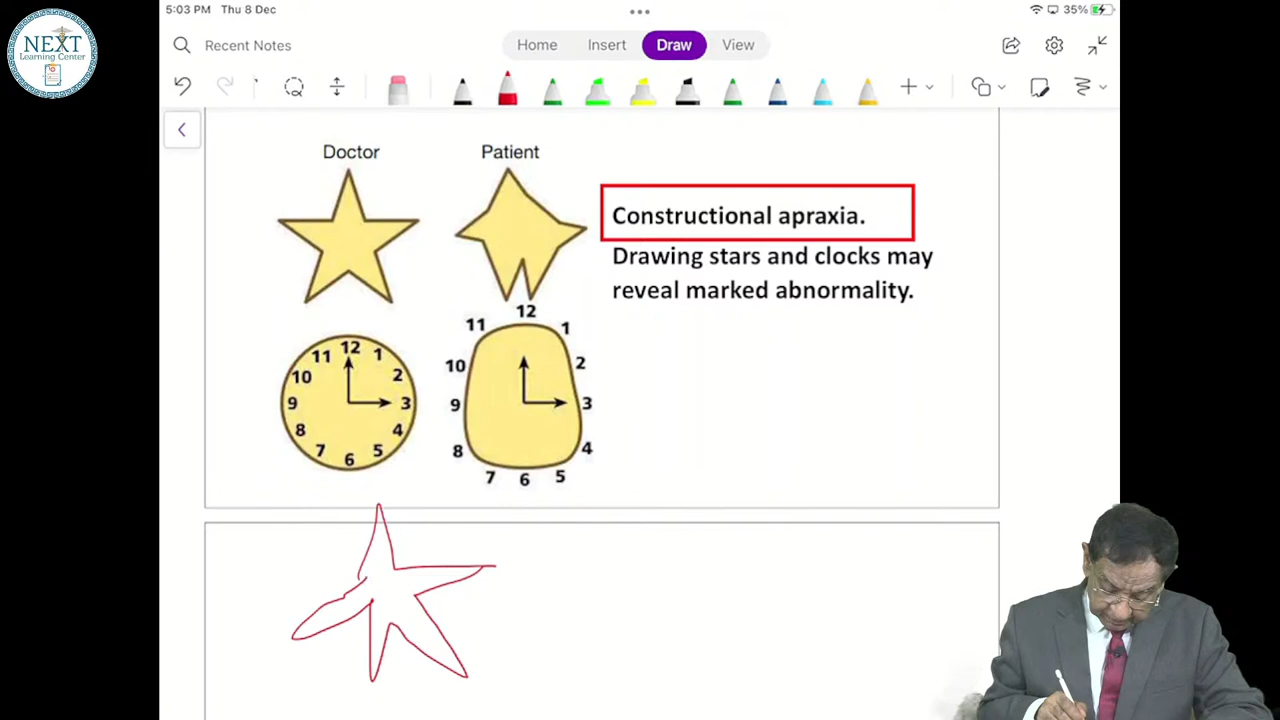 5:03 PM Thu 8 Dec
35%
NEXT
Learning Center
Recent Notes
Home Insert Draw View
Doctor Patient
Constructional apraxia.
Drawing stars and clocks may
reveal marked abnormality.
12
11 1
10 2
9 3
8 4
7 5
6
12
11 1
10 2
9 3
8 4
7 5
6